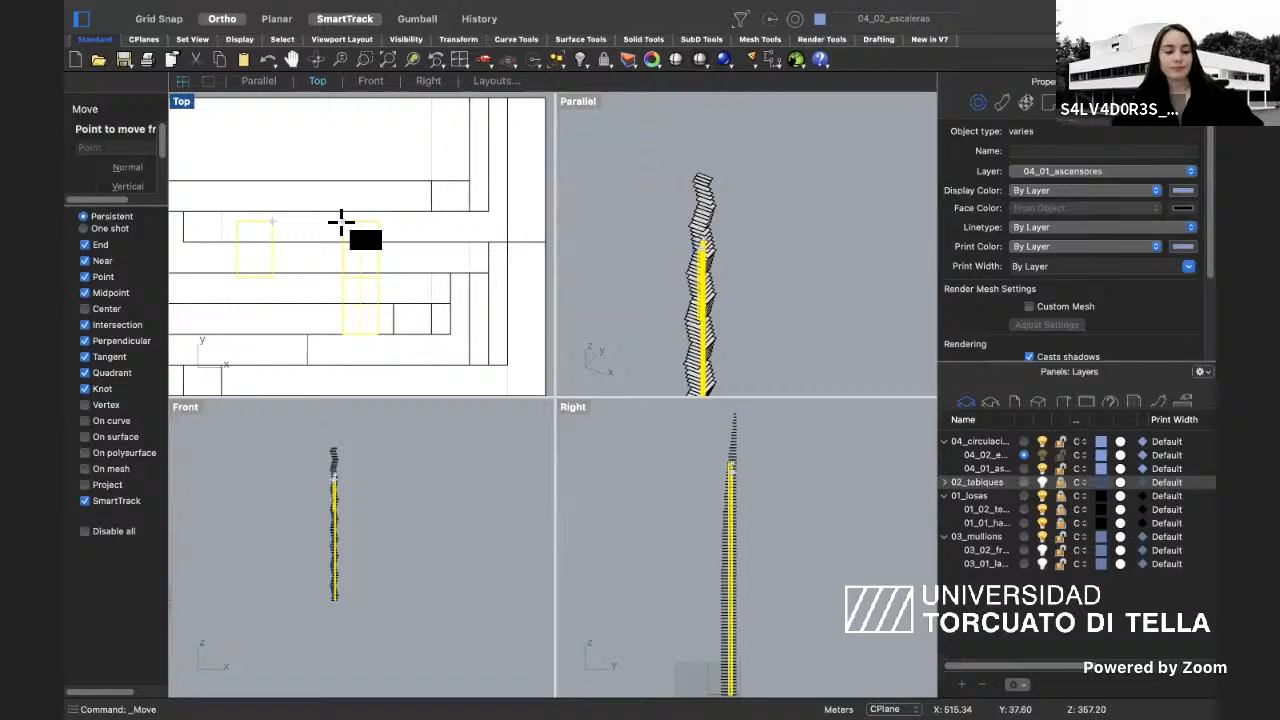 Grid Snap Ortho Planar SmartTrack Gumball History 04_02_escaleras
Standard CPlanes Set View Display Select Viewport Layout Visibility Transform Curve Tools Surface Tools Solid Tools SubD Tools Mesh Tools Render Tools Drafting New in V7
Parallel Top Front Right Layouts...
Move
Point to move fr
Point
Normal
Vertical
Persistent
One shot
End
Near
Point
Midpoint
Center
Intersection
Perpendicular
Tangent
Quadrant
Knot
Vertex
On curve
On surface
On polysurface
On mesh
Project
SmartTrack
Disable all
Top
y
x
Parallel
z
y
x
Front
z
x
Right
z
y
S4LV4D0R3S_...
Object type: varies
Name:
Layer: 04_01_ascensores
Display Color: By Layer
Face Color: From Object
Linetype: By Layer
Print Color: By Layer
Print Width: By Layer
Render Mesh Settings
Custom Mesh
Adjust Settings
Rendering
Casts shadows
Panels: Layers
Name ... Print Width
04_circulaci... C Default
04_02_e... C Default
04_01_as... C Default
02_tabiques C Default
01_losas C Default
01_02_te... C Default
01_01_ha... C Default
03_mullions C Default
03_02_fr... C Default
03_01_la... C Default
UNIVERSIDAD
TORCUATO DI TELLA
Powered by Zoom
Command: _Move Meters CPlane X: 515.34 Y: 37.60 Z: 357.20